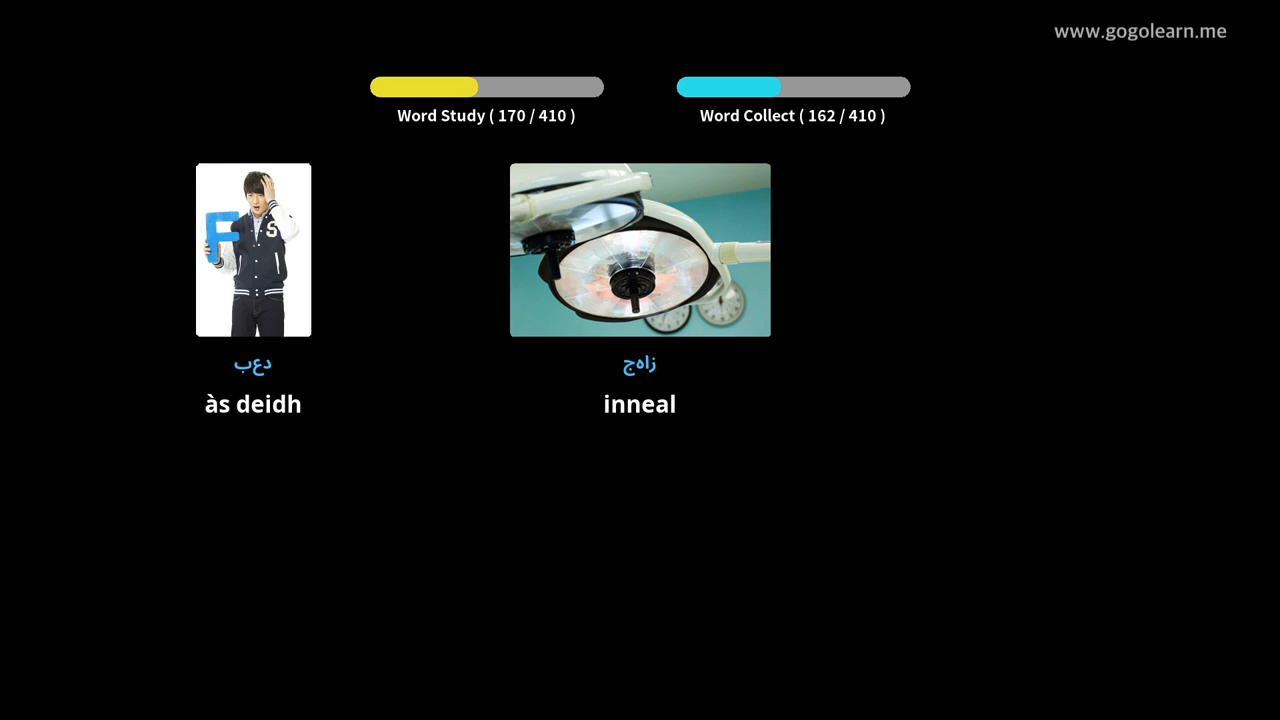 www.gogolearn.me
Word Study ( 170 / 410 )
Word Collect ( 162 / 410 )
S
F
دعب
às deidh
زاهج
inneal